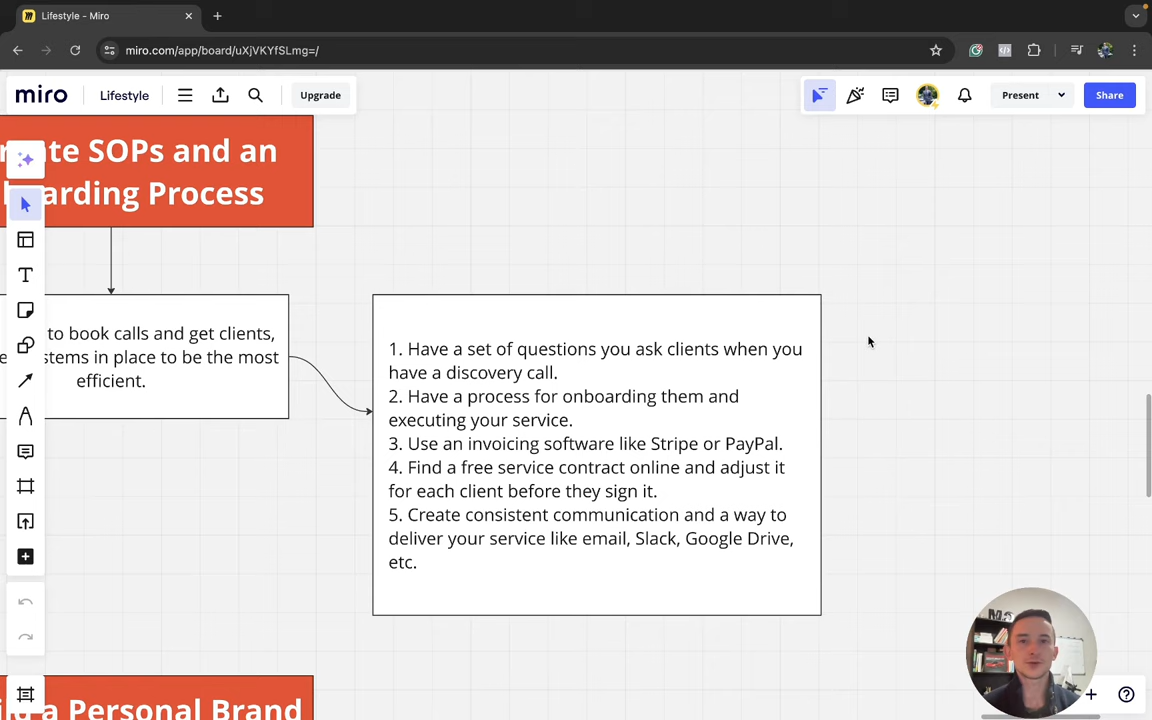 Lifestyle - Miro
miro.com/app/board/uXjVKYfSLmg=/
miro
Lifestyle
Upgrade
Present
Share
te SOPs and an
arding Process
to book calls and get clients,
stems in place to be the most
efficient.
1. Have a set of questions you ask clients when you
have a discovery call.
2. Have a process for onboarding them and
executing your service.
3. Use an invoicing software like Stripe or PayPal.
4. Find a free service contract online and adjust it
for each client before they sign it.
5. Create consistent communication and a way to
deliver your service like email, Slack, Google Drive,
etc.
a Personal Brand